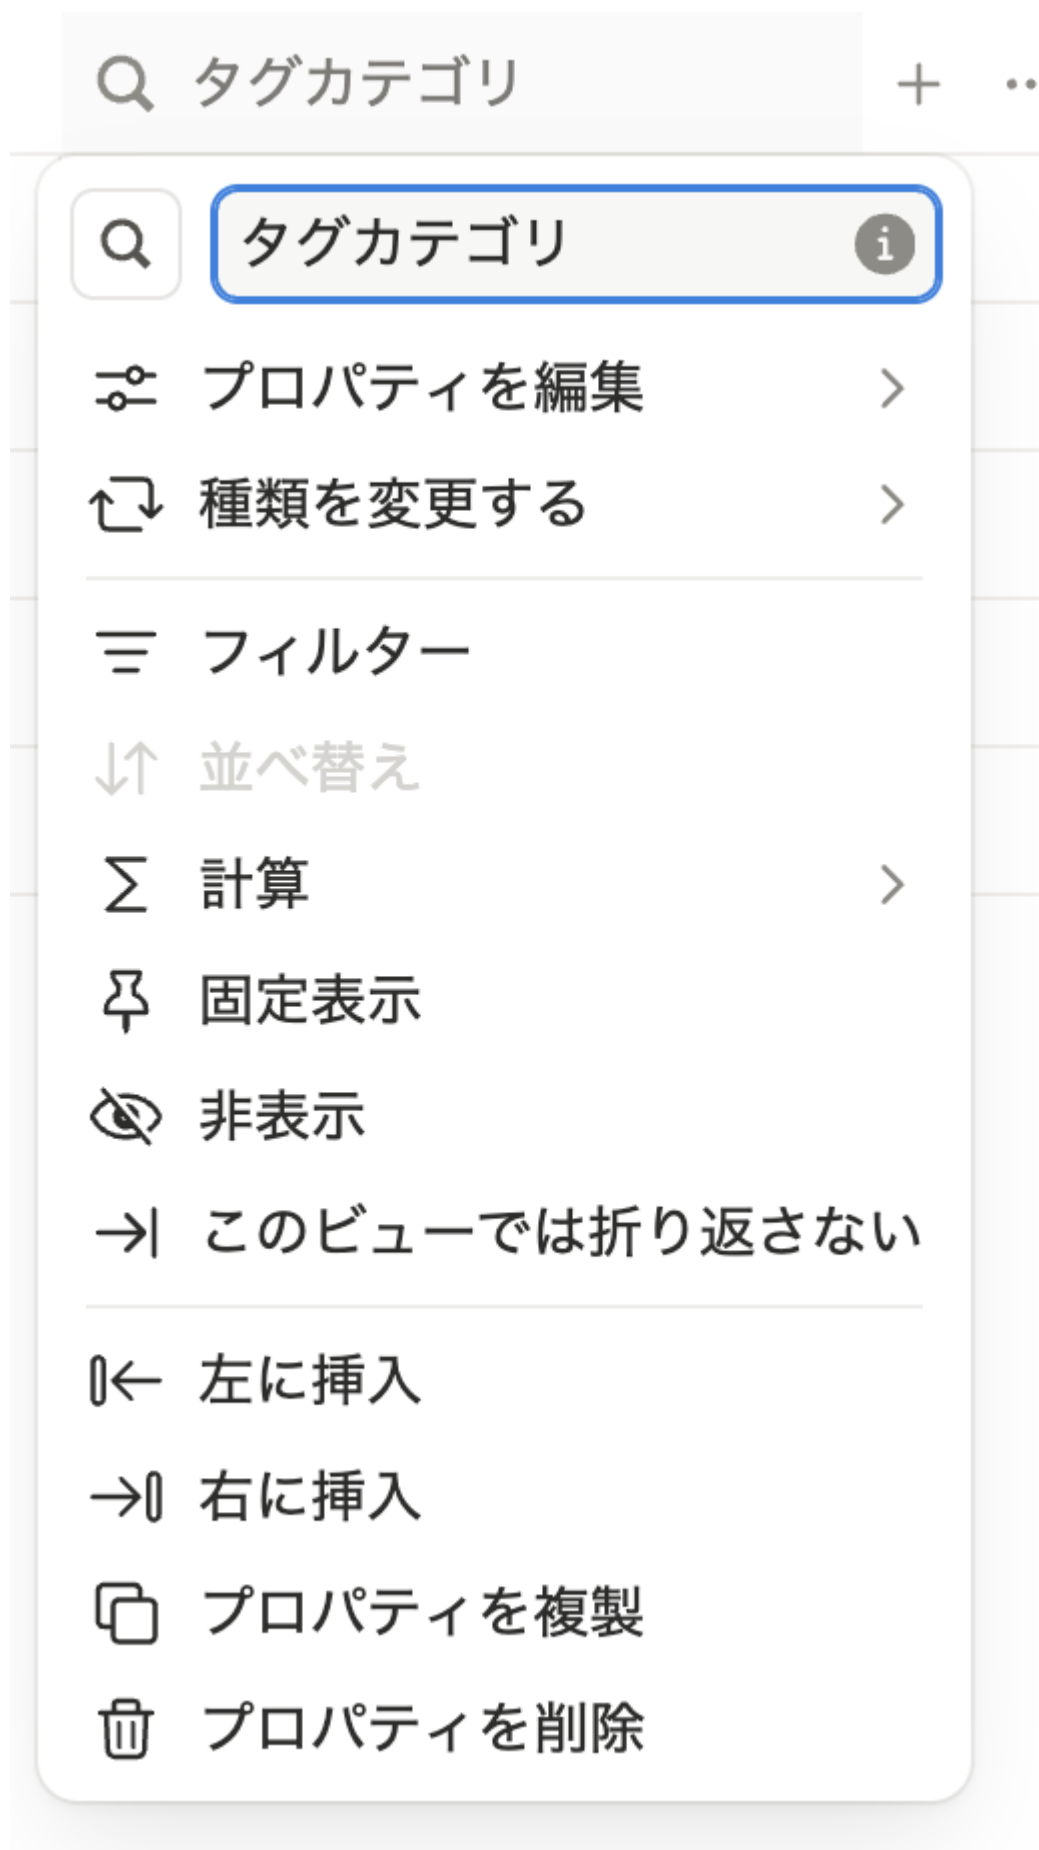 タグカテゴリ
タグカテゴリ
プロパティを編集
種類を変更する
フィルター
並べ替え
計算
固定表示
非表示
このビューでは折り返さない
左に挿入
右に挿入
プロパティを複製
プロパティを削除